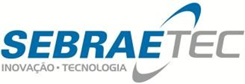 SEBRAETEC
INOVAÇÃO • TECNOLOGIA